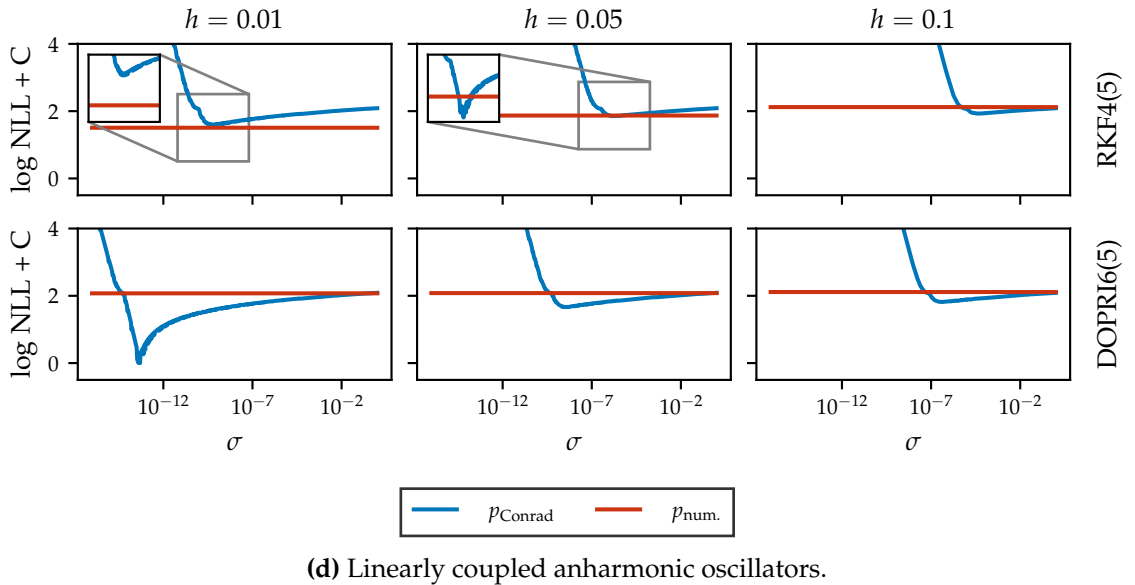 h = 0.01 h = 0.05 h = 0.1
log NLL + C
4
2
0
RKF4(5)
log NLL + C
4
2
0
DOPRI6(5)
10⁻¹² 10⁻⁷ 10⁻² 10⁻¹² 10⁻⁷ 10⁻² 10⁻¹² 10⁻⁷ 10⁻²
σ σ σ
p_Conrad p_num.
(d) Linearly coupled anharmonic oscillators.